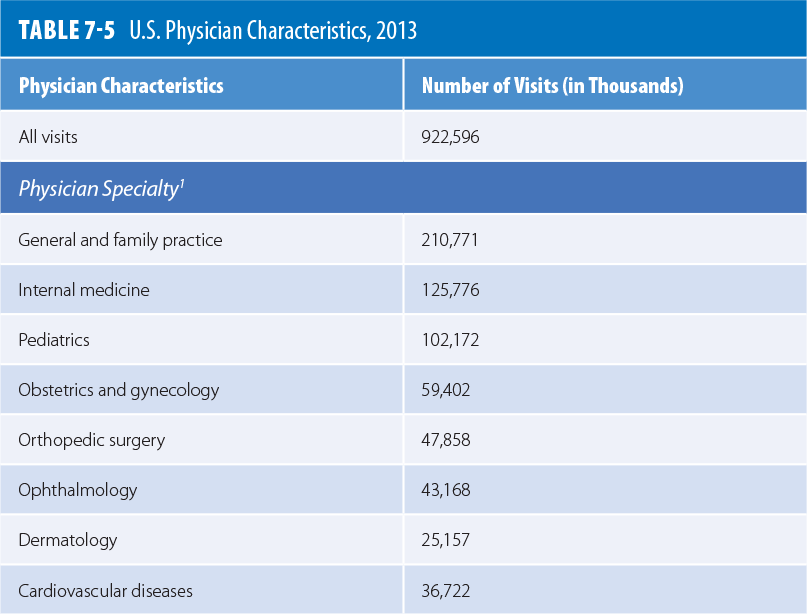 TABLE 7-5 U.S. Physician Characteristics, 2013
Physician Characteristics Number of Visits (in Thousands)
All visits 922,596
Physician Specialty¹
General and family practice 210,771
Internal medicine 125,776
Pediatrics 102,172
Obstetrics and gynecology 59,402
Orthopedic surgery 47,858
Ophthalmology 43,168
Dermatology 25,157
Cardiovascular diseases 36,722